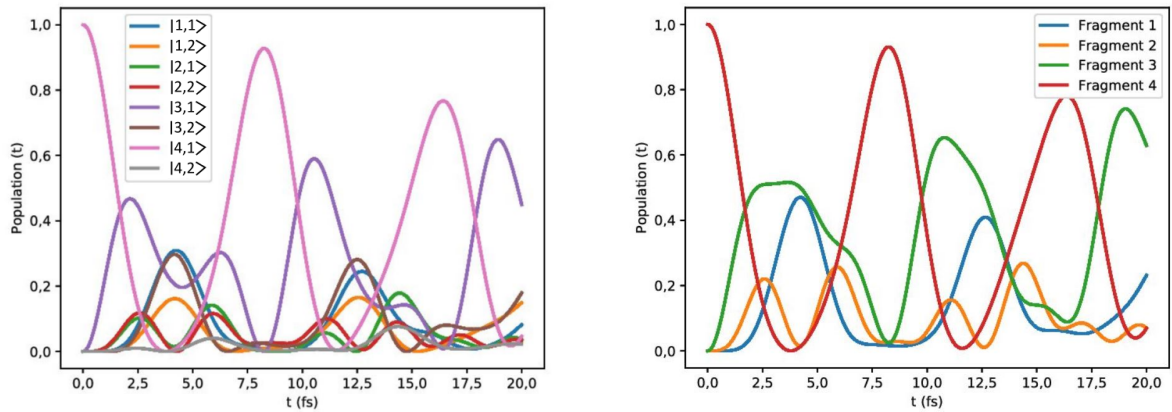 |1,1>
|1,2>
|2,1>
|2,2>
|3,1>
|3,2>
|4,1>
|4,2>
1,0
0,8
0,6
0,4
0,2
0,0
Population (t)
0,0 2,5 5,0 7,5 10,0 12,5 15,0 17,5 20,0
t (fs)
Fragment 1
Fragment 2
Fragment 3
Fragment 4
1,0
0,8
0,6
0,4
0,2
0,0
Population (t)
0,0 2,5 5,0 7,5 10,0 12,5 15,0 17,5 20,0
t (fs)